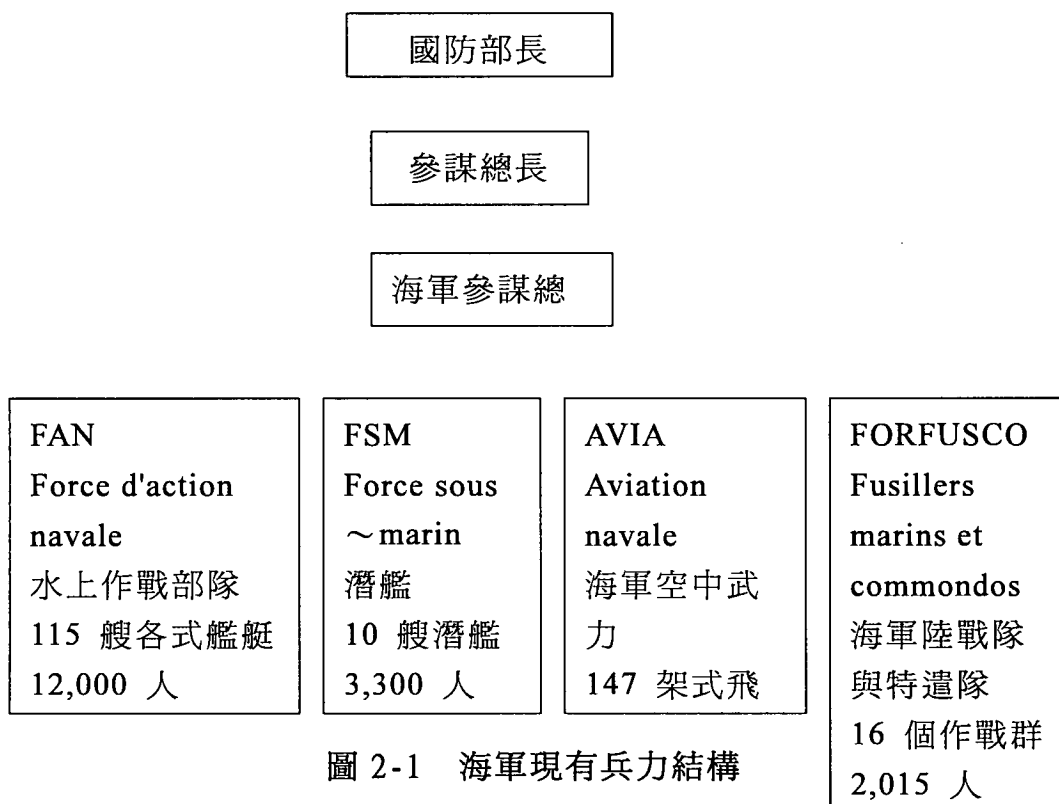 國防部長
參謀總長
海軍參謀總
FAN
Force d'action
navale
水上作戰部隊
115 艘各式艦艇
12,000 人
FSM
Force sous
～marin
潛艦
10 艘潛艦
3,300 人
AVIA
Aviation
navale
海軍空中武
力
147 架式飛
FORFUSCO
Fusillers
marins et
commondos
海軍陸戰隊
與特遣隊
16 個作戰群
2,015 人
圖 2-1 海軍現有兵力結構